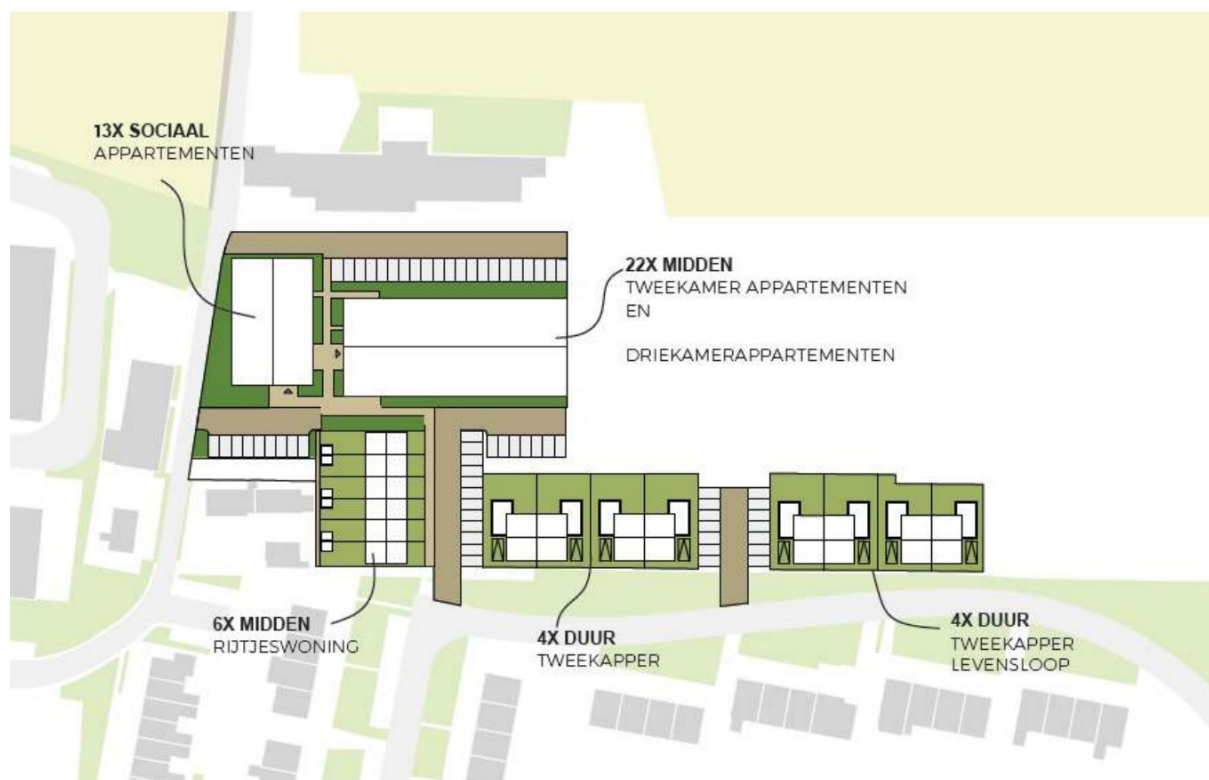 13X SOCIAAL
APPARTEMENTEN
22X MIDDEN
TWEEKAMER APPARTEMENTEN
EN
DRIEKAMERAPPARTEMENTEN
6X MIDDEN
RIJTJESWONING
4X DUUR
TWEEKAPPER
4X DUUR
TWEEKAPPER
LEVENSLOOP